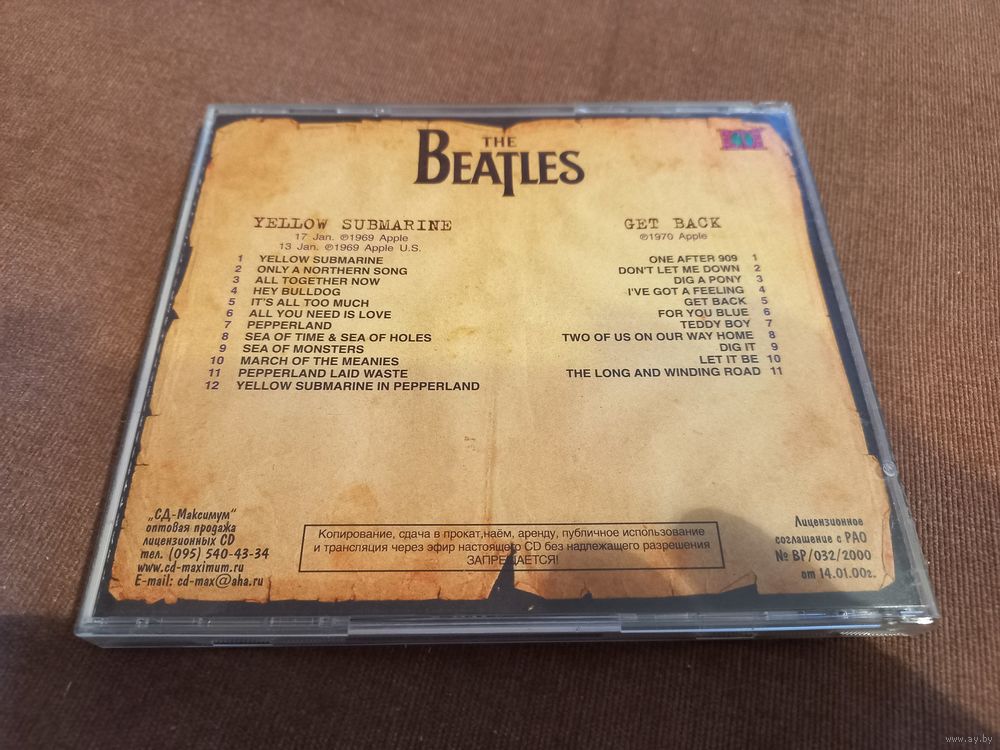 THE
BEATLES
YELLOW SUBMARINE
17 Jan. ℗1969 Apple
13 Jan. ℗1969 Apple U.S.
1 YELLOW SUBMARINE
2 ONLY A NORTHERN SONG
3 ALL TOGETHER NOW
4 HEY BULLDOG
5 IT'S ALL TOO MUCH
6 ALL YOU NEED IS LOVE
7 PEPPERLAND
8 SEA OF TIME & SEA OF HOLES
9 SEA OF MONSTERS
10 MARCH OF THE MEANIES
11 PEPPERLAND LAID WASTE
12 YELLOW SUBMARINE IN PEPPERLAND
GET BACK
℗1970 Apple
ONE AFTER 909 1
DON'T LET ME DOWN 2
DIG A PONY 3
I'VE GOT A FEELING 4
GET BACK 5
FOR YOU BLUE 6
TEDDY BOY 7
TWO OF US ON OUR WAY HOME 8
DIG IT 9
LET IT BE 10
THE LONG AND WINDING ROAD 11
„СД-Максимум"
оптовая продажа
лицензионных CD
тел. (095) 540-43-34
www.cd-maximum.ru
E-mail: cd-max@aha.ru
Копирование, сдача в прокат,наём, аренду, публичное использование
и трансляция через эфир настоящего CD без надлежащего разрешения
ЗАПРЕЩАЕТСЯ!
Лицензионное
соглашение с РАО
№ ВР/032/2000
от 14.01.00г.
www.ay.by